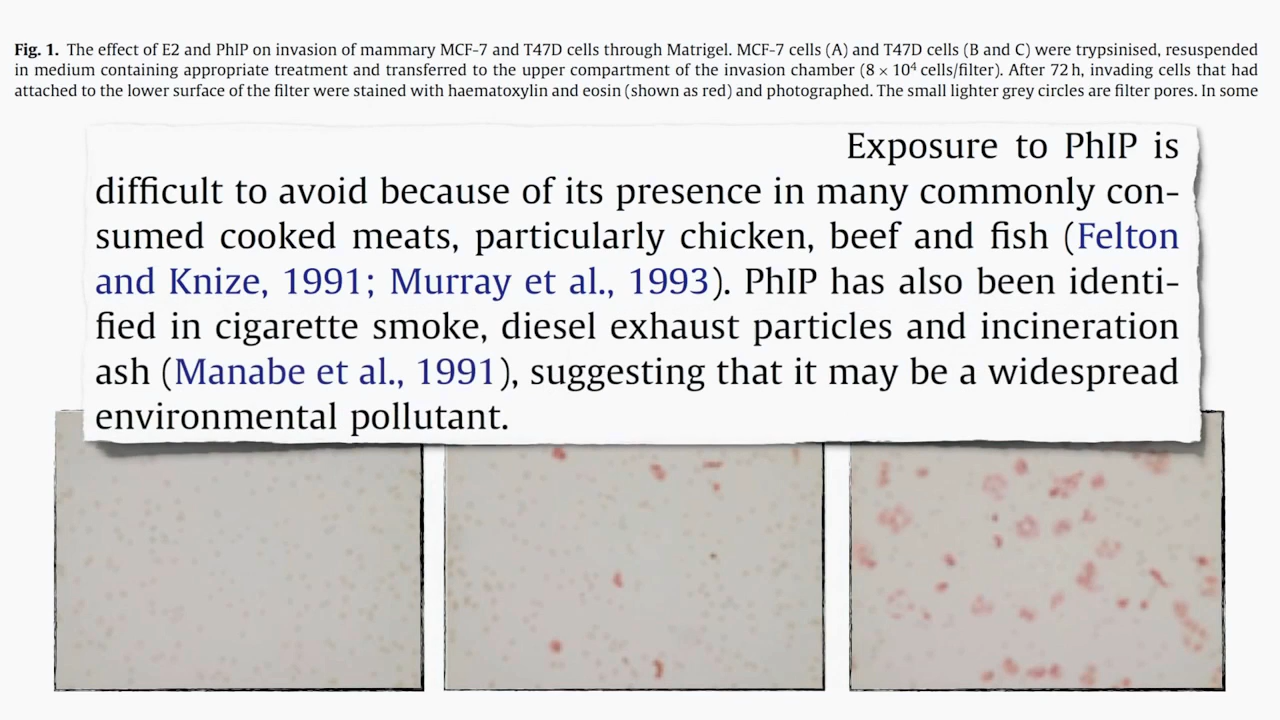 Fig. 1. The effect of E2 and PhIP on invasion of mammary MCF-7 and T47D cells through Matrigel. MCF-7 cells (A) and T47D cells (B and C) were trypsinised, resuspended
in medium containing appropriate treatment and transferred to the upper compartment of the invasion chamber (8 × 10⁴ cells/filter). After 72 h, invading cells that had
attached to the lower surface of the filter were stained with haematoxylin and eosin (shown as red) and photographed. The small lighter grey circles are filter pores. In some
Exposure to PhIP is
difficult to avoid because of its presence in many commonly con-
sumed cooked meats, particularly chicken, beef and fish (Felton
and Knize, 1991; Murray et al., 1993). PhIP has also been identi-
fied in cigarette smoke, diesel exhaust particles and incineration
ash (Manabe et al., 1991), suggesting that it may be a widespread
environmental pollutant.